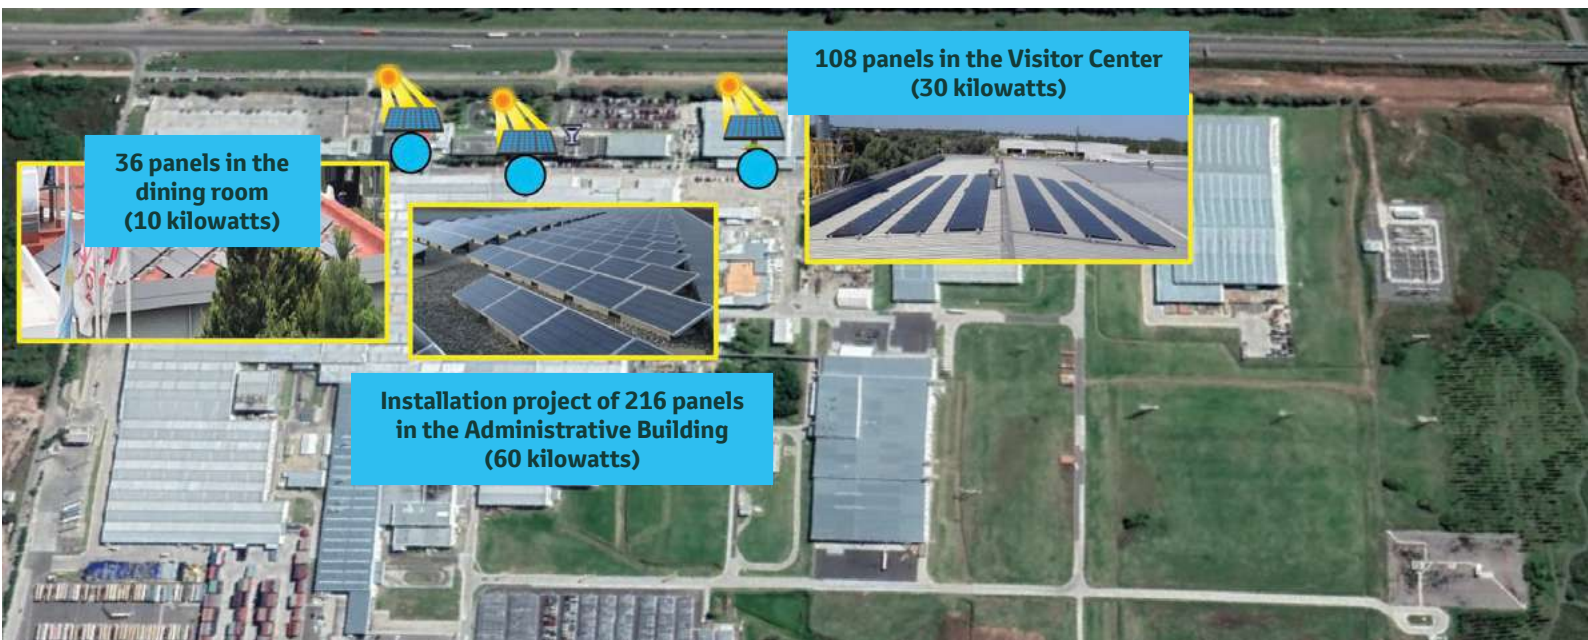 108 panels in the Visitor Center
(30 kilowatts)
36 panels in the
dining room
(10 kilowatts)
Installation project of 216 panels
in the Administrative Building
(60 kilowatts)